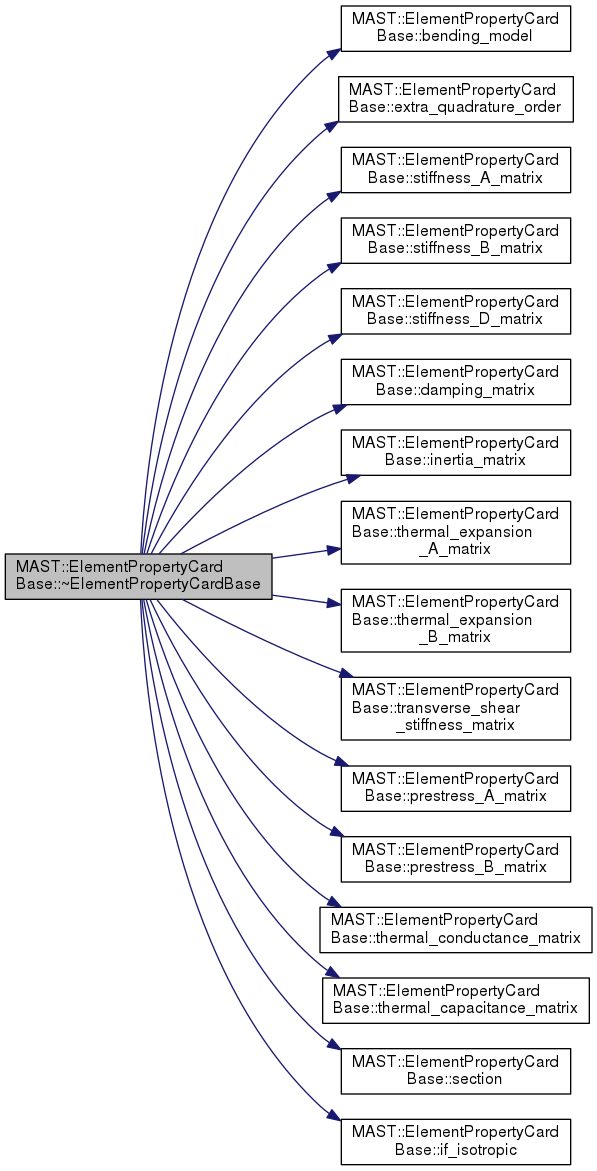 MAST::ElementPropertyCard
Base::bending_model
MAST::ElementPropertyCard
Base::extra_quadrature_order
MAST::ElementPropertyCard
Base::stiffness_A_matrix
MAST::ElementPropertyCard
Base::stiffness_B_matrix
MAST::ElementPropertyCard
Base::stiffness_D_matrix
MAST::ElementPropertyCard
Base::damping_matrix
MAST::ElementPropertyCard
Base::inertia_matrix
MAST::ElementPropertyCard
Base::thermal_expansion
_A_matrix
MAST::ElementPropertyCard
Base::~ElementPropertyCardBase
MAST::ElementPropertyCard
Base::thermal_expansion
_B_matrix
MAST::ElementPropertyCard
Base::transverse_shear
_stiffness_matrix
MAST::ElementPropertyCard
Base::prestress_A_matrix
MAST::ElementPropertyCard
Base::prestress_B_matrix
MAST::ElementPropertyCard
Base::thermal_conductance_matrix
MAST::ElementPropertyCard
Base::thermal_capacitance_matrix
MAST::ElementPropertyCard
Base::section
MAST::ElementPropertyCard
Base::if_isotropic